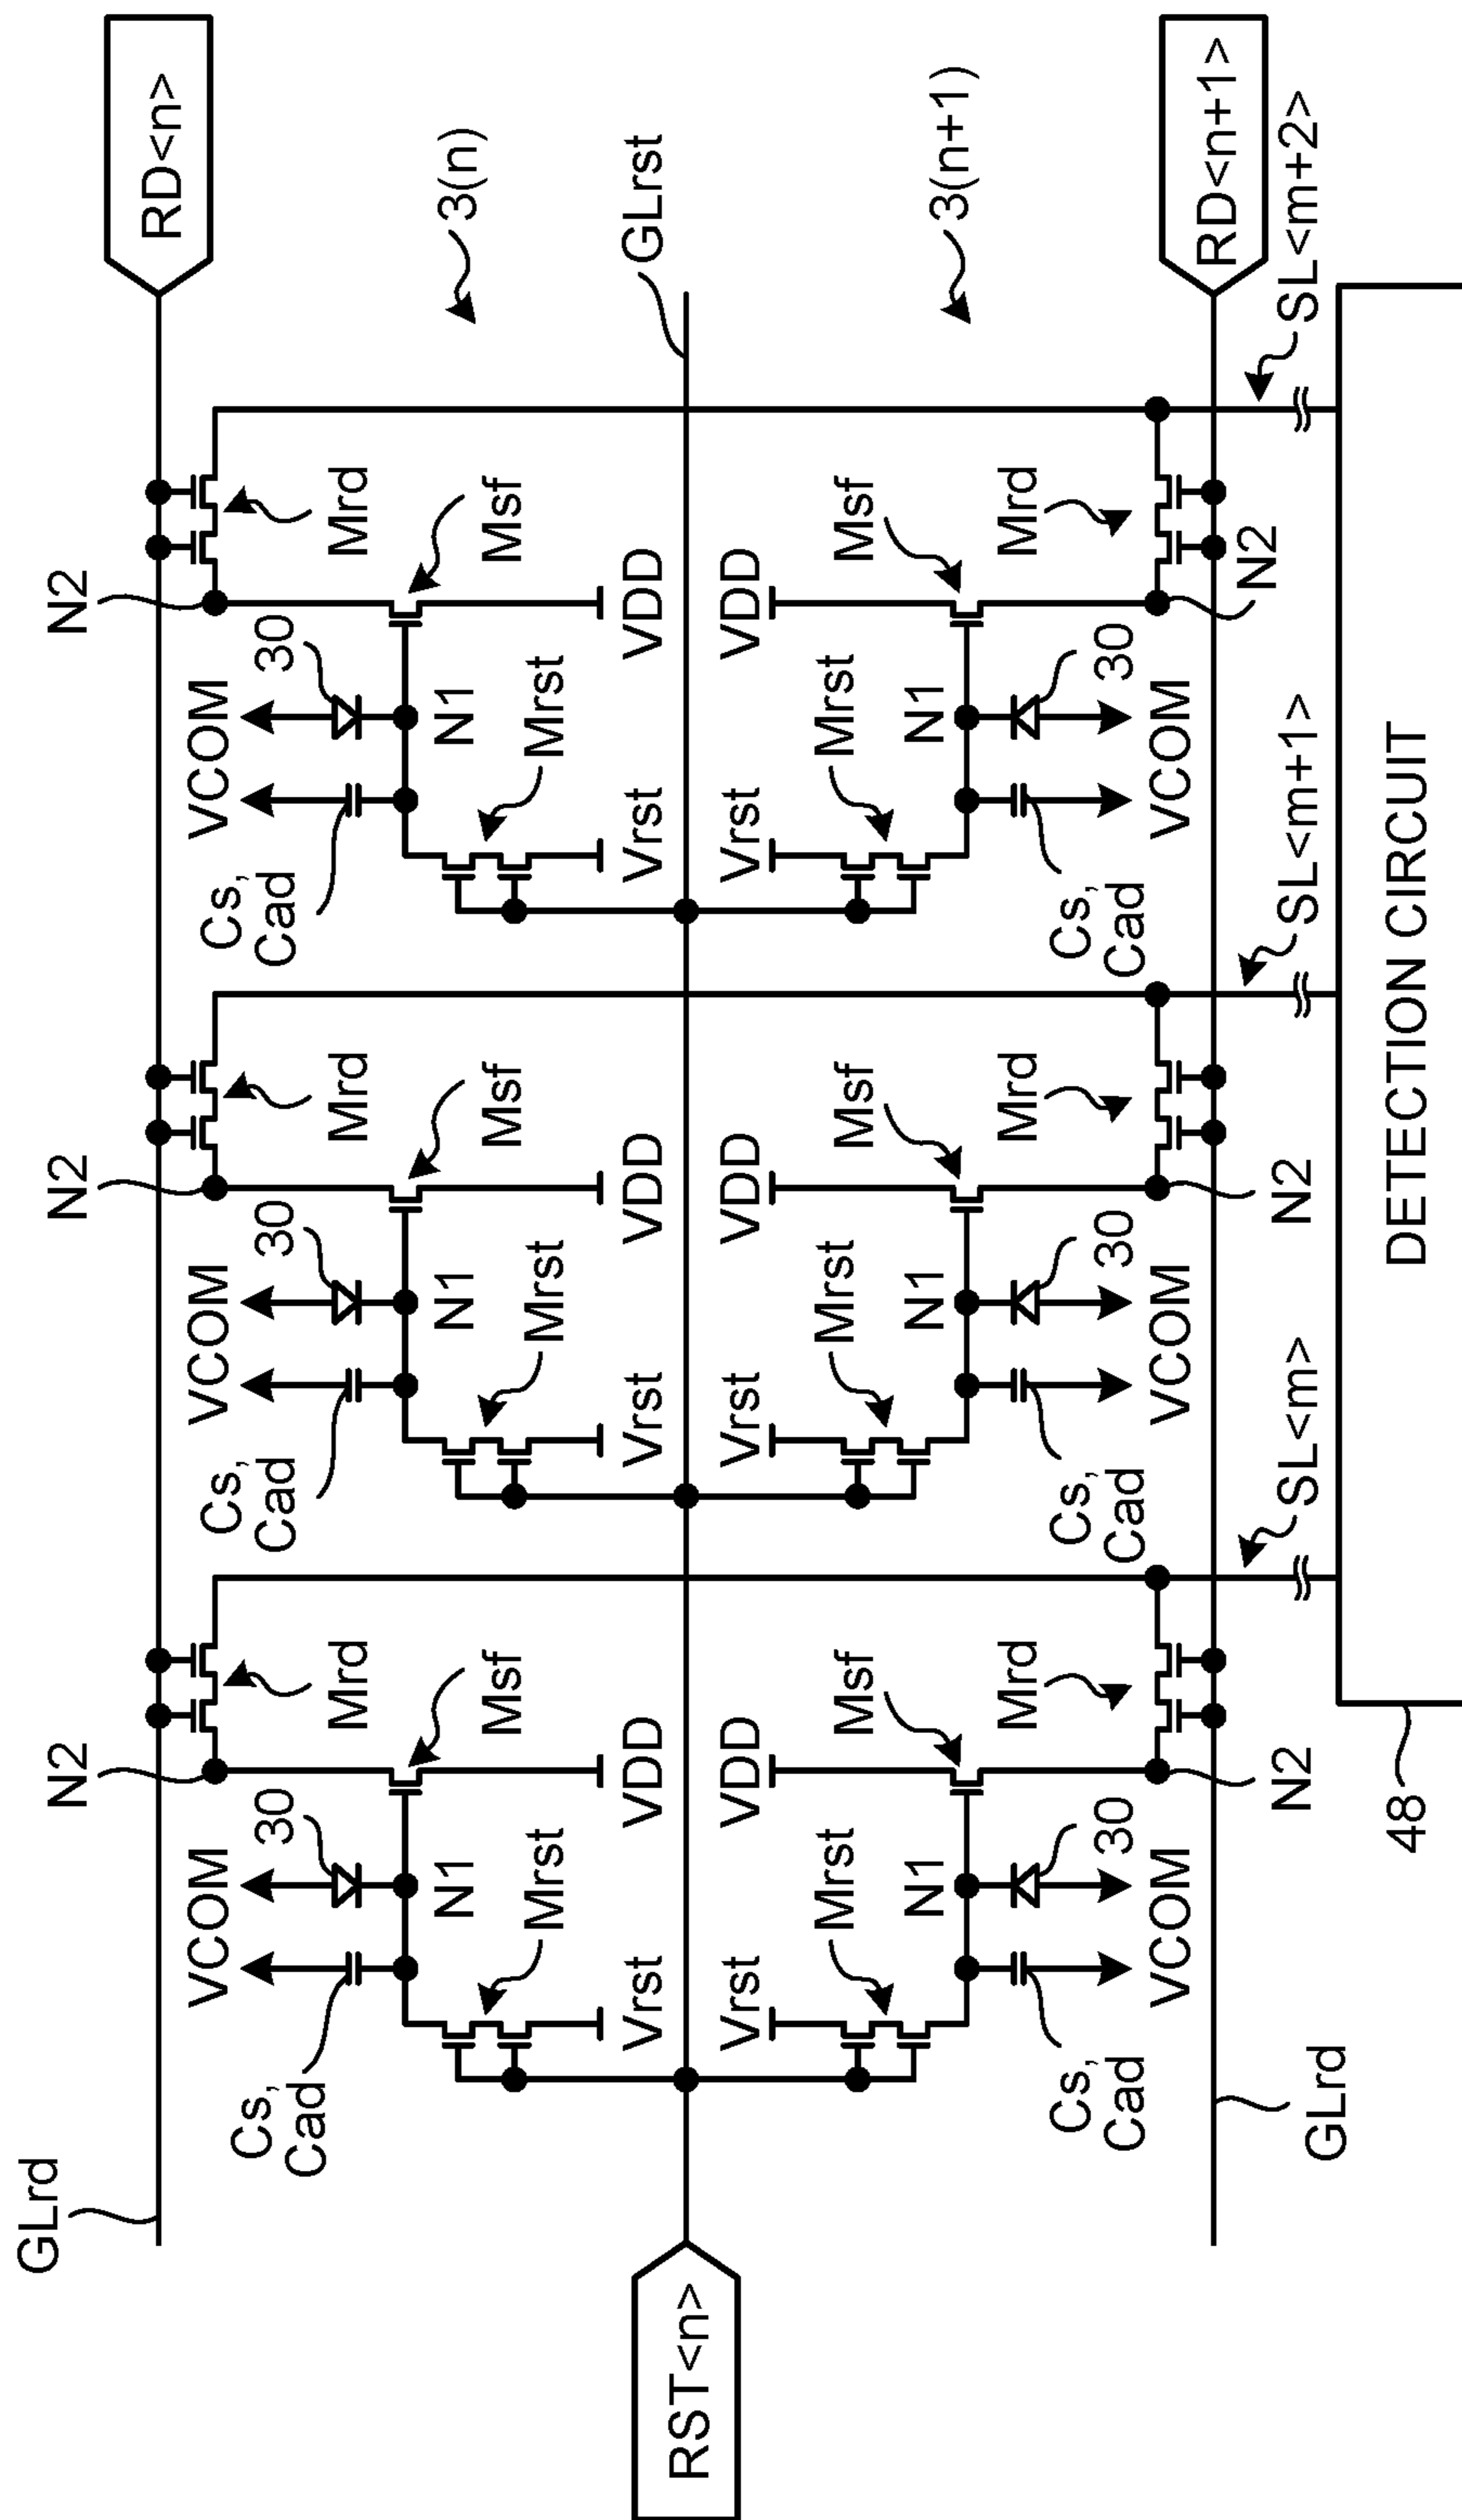 GLrd
N2 N2 N2
RD<n>
VCOM VCOM VCOM
Cs,
Cad
30
Cs,
Cad
30
Cs,
Cad
30
Mrd Mrd Mrd
N1 N1 N1 3(n)
Msf Msf Msf
Mrst Mrst Mrst
Vrst VDD Vrst VDD Vrst VDD GLrst
RST<n>
Vrst VDD Vrst VDD Vrst VDD
Mrst Msf Mrst Msf Mrst Msf
N1 N1 N1 3(n+1)
Mrd Mrd Mrd
Cs,
Cad
30
Cs,
Cad
30
Cs,
Cad
30
VCOM VCOM VCOM
RD<n+1>
N2 N2 N2
SL<m> SL<m+1> SL<m+2>
GLrd
48 DETECTION CIRCUIT